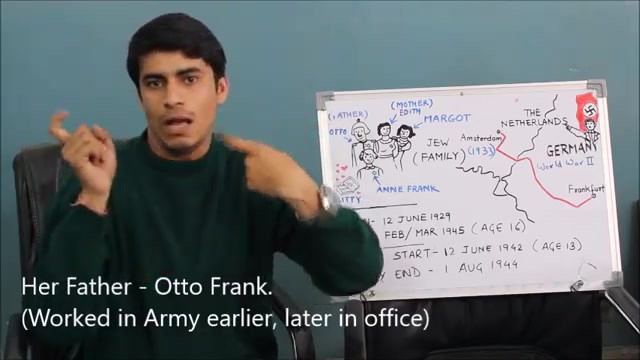 (MOTHER)
EDITH
MARGOT
OTTO
JEW
(FAMILY)
ANNE FRANK
THE
NETHERLANDS
Amsterdam
(1933)
GERMANY
World War II
Frankfurt
12 JUNE 1929
FEB/MAR 1945 (AGE 16)
START - 12 JUNE 1942 (AGE 13)
END - 1 AUG 1944
Her Father - Otto Frank.
(Worked in Army earlier, later in office)